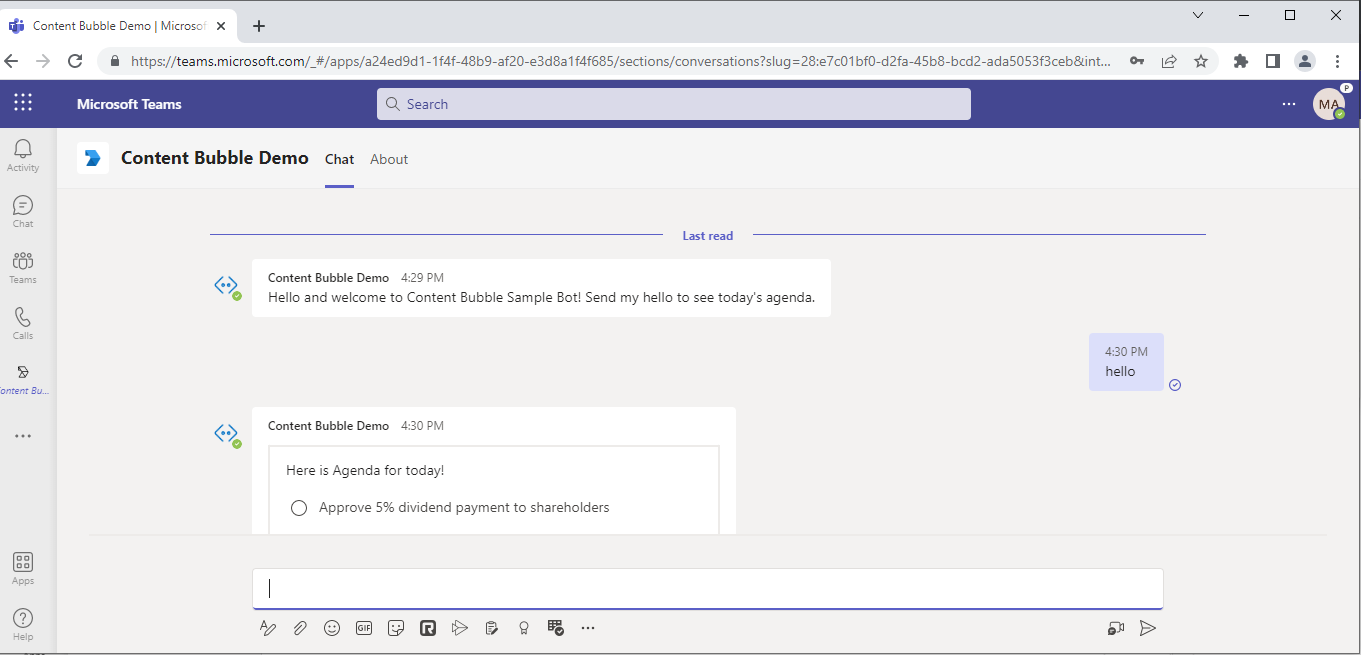 Content Bubble Demo | Microsof
https://teams.microsoft.com/_#/apps/a24ed9d1-1f4f-48b9-af20-e3d8a1f4f685/sections/conversations?slug=28:e7c01bf0-d2fa-45b8-bcd2-ada5053f3ceb&int...
Microsoft Teams
Search
MA
P
Activity
Chat
Teams
Calls
ontent Bu...
Apps
Help
Content Bubble Demo
Chat
About
Last read
Content Bubble Demo 4:29 PM
Hello and welcome to Content Bubble Sample Bot! Send my hello to see today's agenda.
4:30 PM
hello
Content Bubble Demo 4:30 PM
Here is Agenda for today!
Approve 5% dividend payment to shareholders
GIF